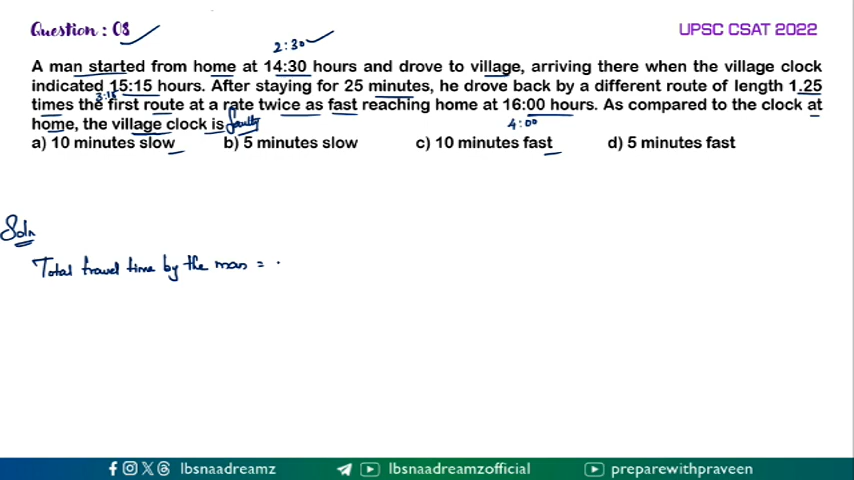 Question : 08
UPSC CSAT 2022
2:30
A man started from home at 14:30 hours and drove to village, arriving there when the village clock
indicated 15:15 hours. After staying for 25 minutes, he drove back by a different route of length 1.25
3:15
times the first route at a rate twice as fast reaching home at 16:00 hours. As compared to the clock at
home, the village clock is faulty
4:00
a) 10 minutes slow b) 5 minutes slow c) 10 minutes fast d) 5 minutes fast
Soln
Total travel time by the man =
lbsnaadreamz lbsnaadreamzofficial preparewithpraveen